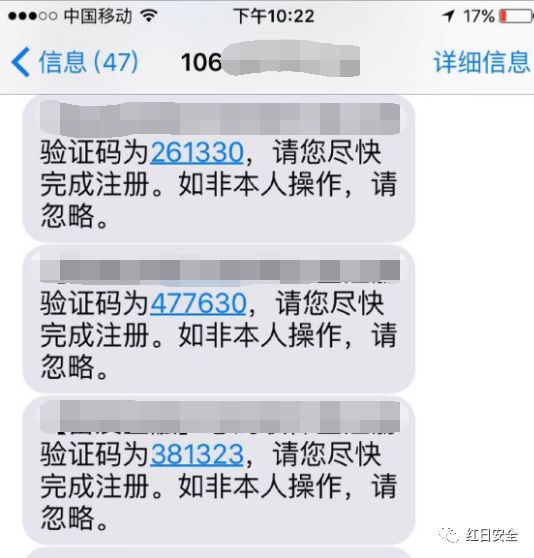 中国移动 下午10:22 17%
信息 (47) 106 详细信息
验证码为261330，请您尽快
完成注册。如非本人操作，请
忽略。
验证码为477630，请您尽快
完成注册。如非本人操作，请
忽略。
验证码为381323，请您尽快
完成注册。如非本人操作，请
忽略。
红日安全